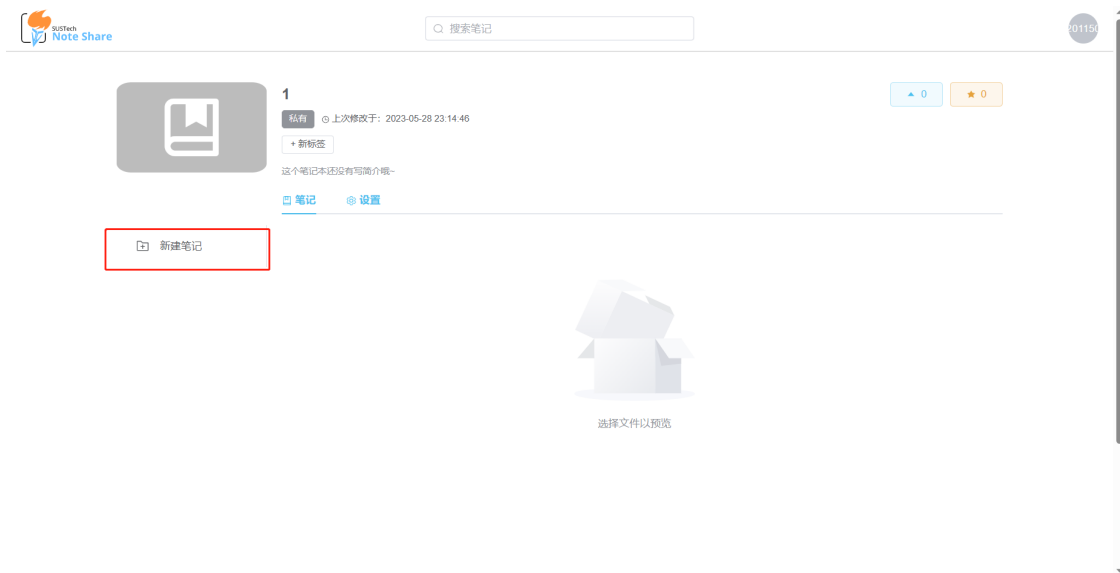 SUSTech
Note Share
搜索笔记
1
0
0
私有 上次修改于：2023-05-28 23:14:46
+ 新标签
这个笔记本还没有写简介哦~
笔记 设置
新建笔记
选择文件以预览